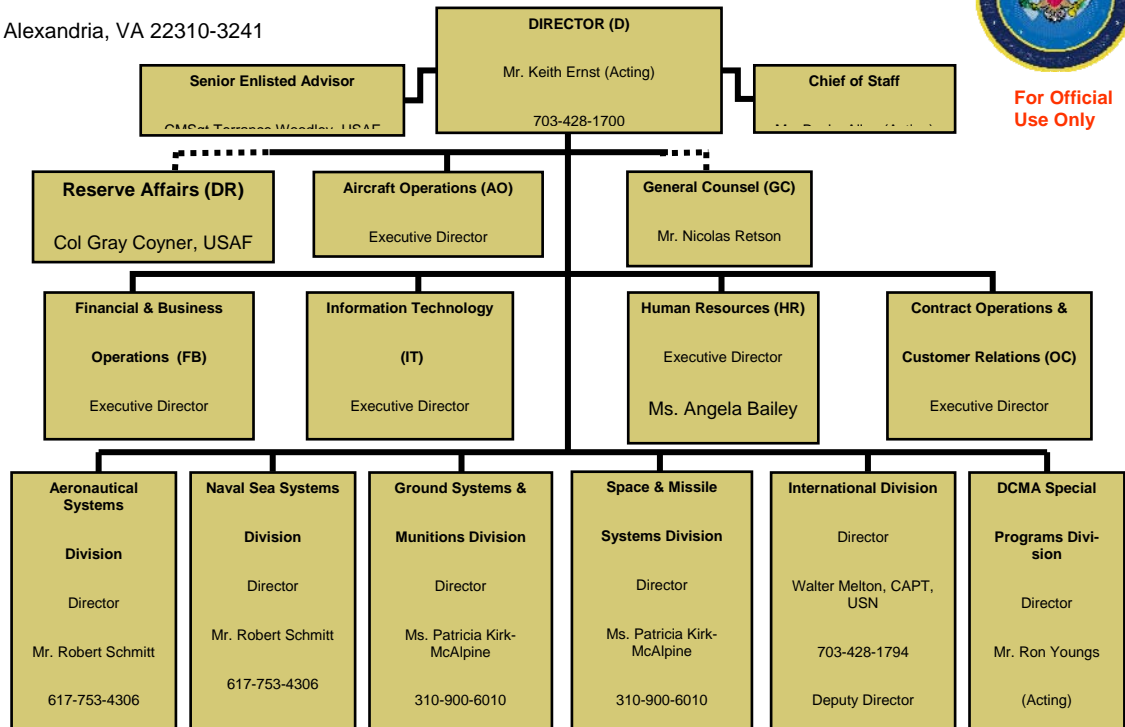 Alexandria, VA 22310-3241
DIRECTOR (D)
Mr. Keith Ernst (Acting)
703-428-1700
Senior Enlisted Advisor
Chief of Staff
For Official
Use Only
Reserve Affairs (DR)
Col Gray Coyner, USAF
Aircraft Operations (AO)
Executive Director
General Counsel (GC)
Mr. Nicolas Retson
Financial & Business
Operations (FB)
Executive Director
Information Technology
(IT)
Executive Director
Human Resources (HR)
Executive Director
Ms. Angela Bailey
Contract Operations &
Customer Relations (OC)
Executive Director
Aeronautical
Systems
Division
Director
Mr. Robert Schmitt
617-753-4306
Naval Sea Systems
Division
Director
Mr. Robert Schmitt
617-753-4306
Ground Systems &
Munitions Division
Director
Ms. Patricia Kirk-
McAlpine
310-900-6010
Space & Missile
Systems Division
Director
Ms. Patricia Kirk-
McAlpine
310-900-6010
International Division
Director
Walter Melton, CAPT,
USN
703-428-1794
Deputy Director
DCMA Special
Programs Divi-
sion
Director
Mr. Ron Youngs
(Acting)